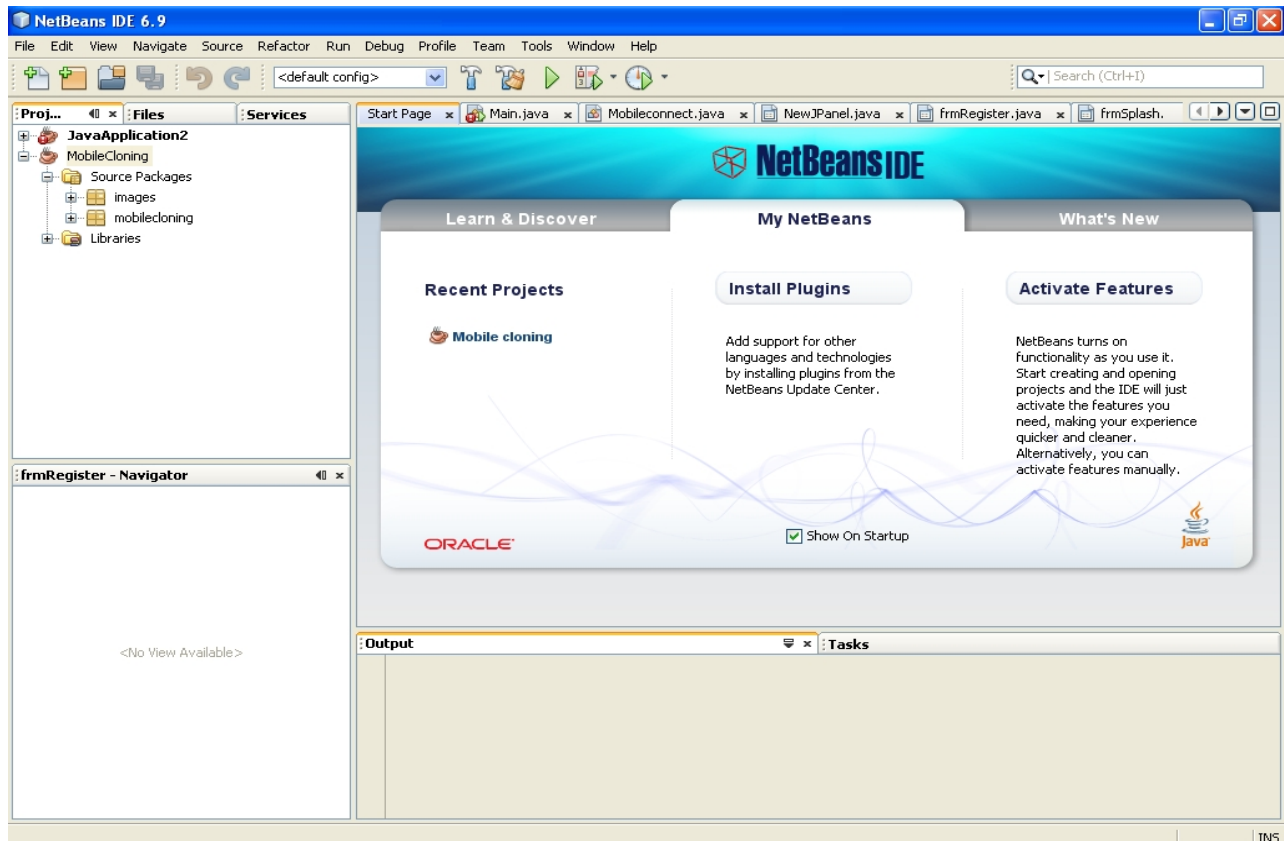 NetBeans IDE 6.9
File Edit View Navigate Source Refactor Run Debug Profile Team Tools Window Help
<default config>
Search (Ctrl+I)
Proj... Files Services
JavaApplication2
MobileCloning
Source Packages
images
mobilecloning
Libraries
Start Page Main.java Mobileconnect.java NewJPanel.java frmRegister.java frmSplash.
NetBeans IDE
Learn & Discover My NetBeans What's New
Recent Projects
Mobile cloning
Install Plugins
Add support for other
languages and technologies
by installing plugins from the
NetBeans Update Center.
Activate Features
NetBeans turns on
functionality as you use it.
Start creating and opening
projects and the IDE will just
activate the features you
need, making your experience
quicker and cleaner.
Alternatively, you can
activate features manually.
ORACLE
Show On Startup
Java
frmRegister - Navigator
<No View Available>
Output Tasks
INS